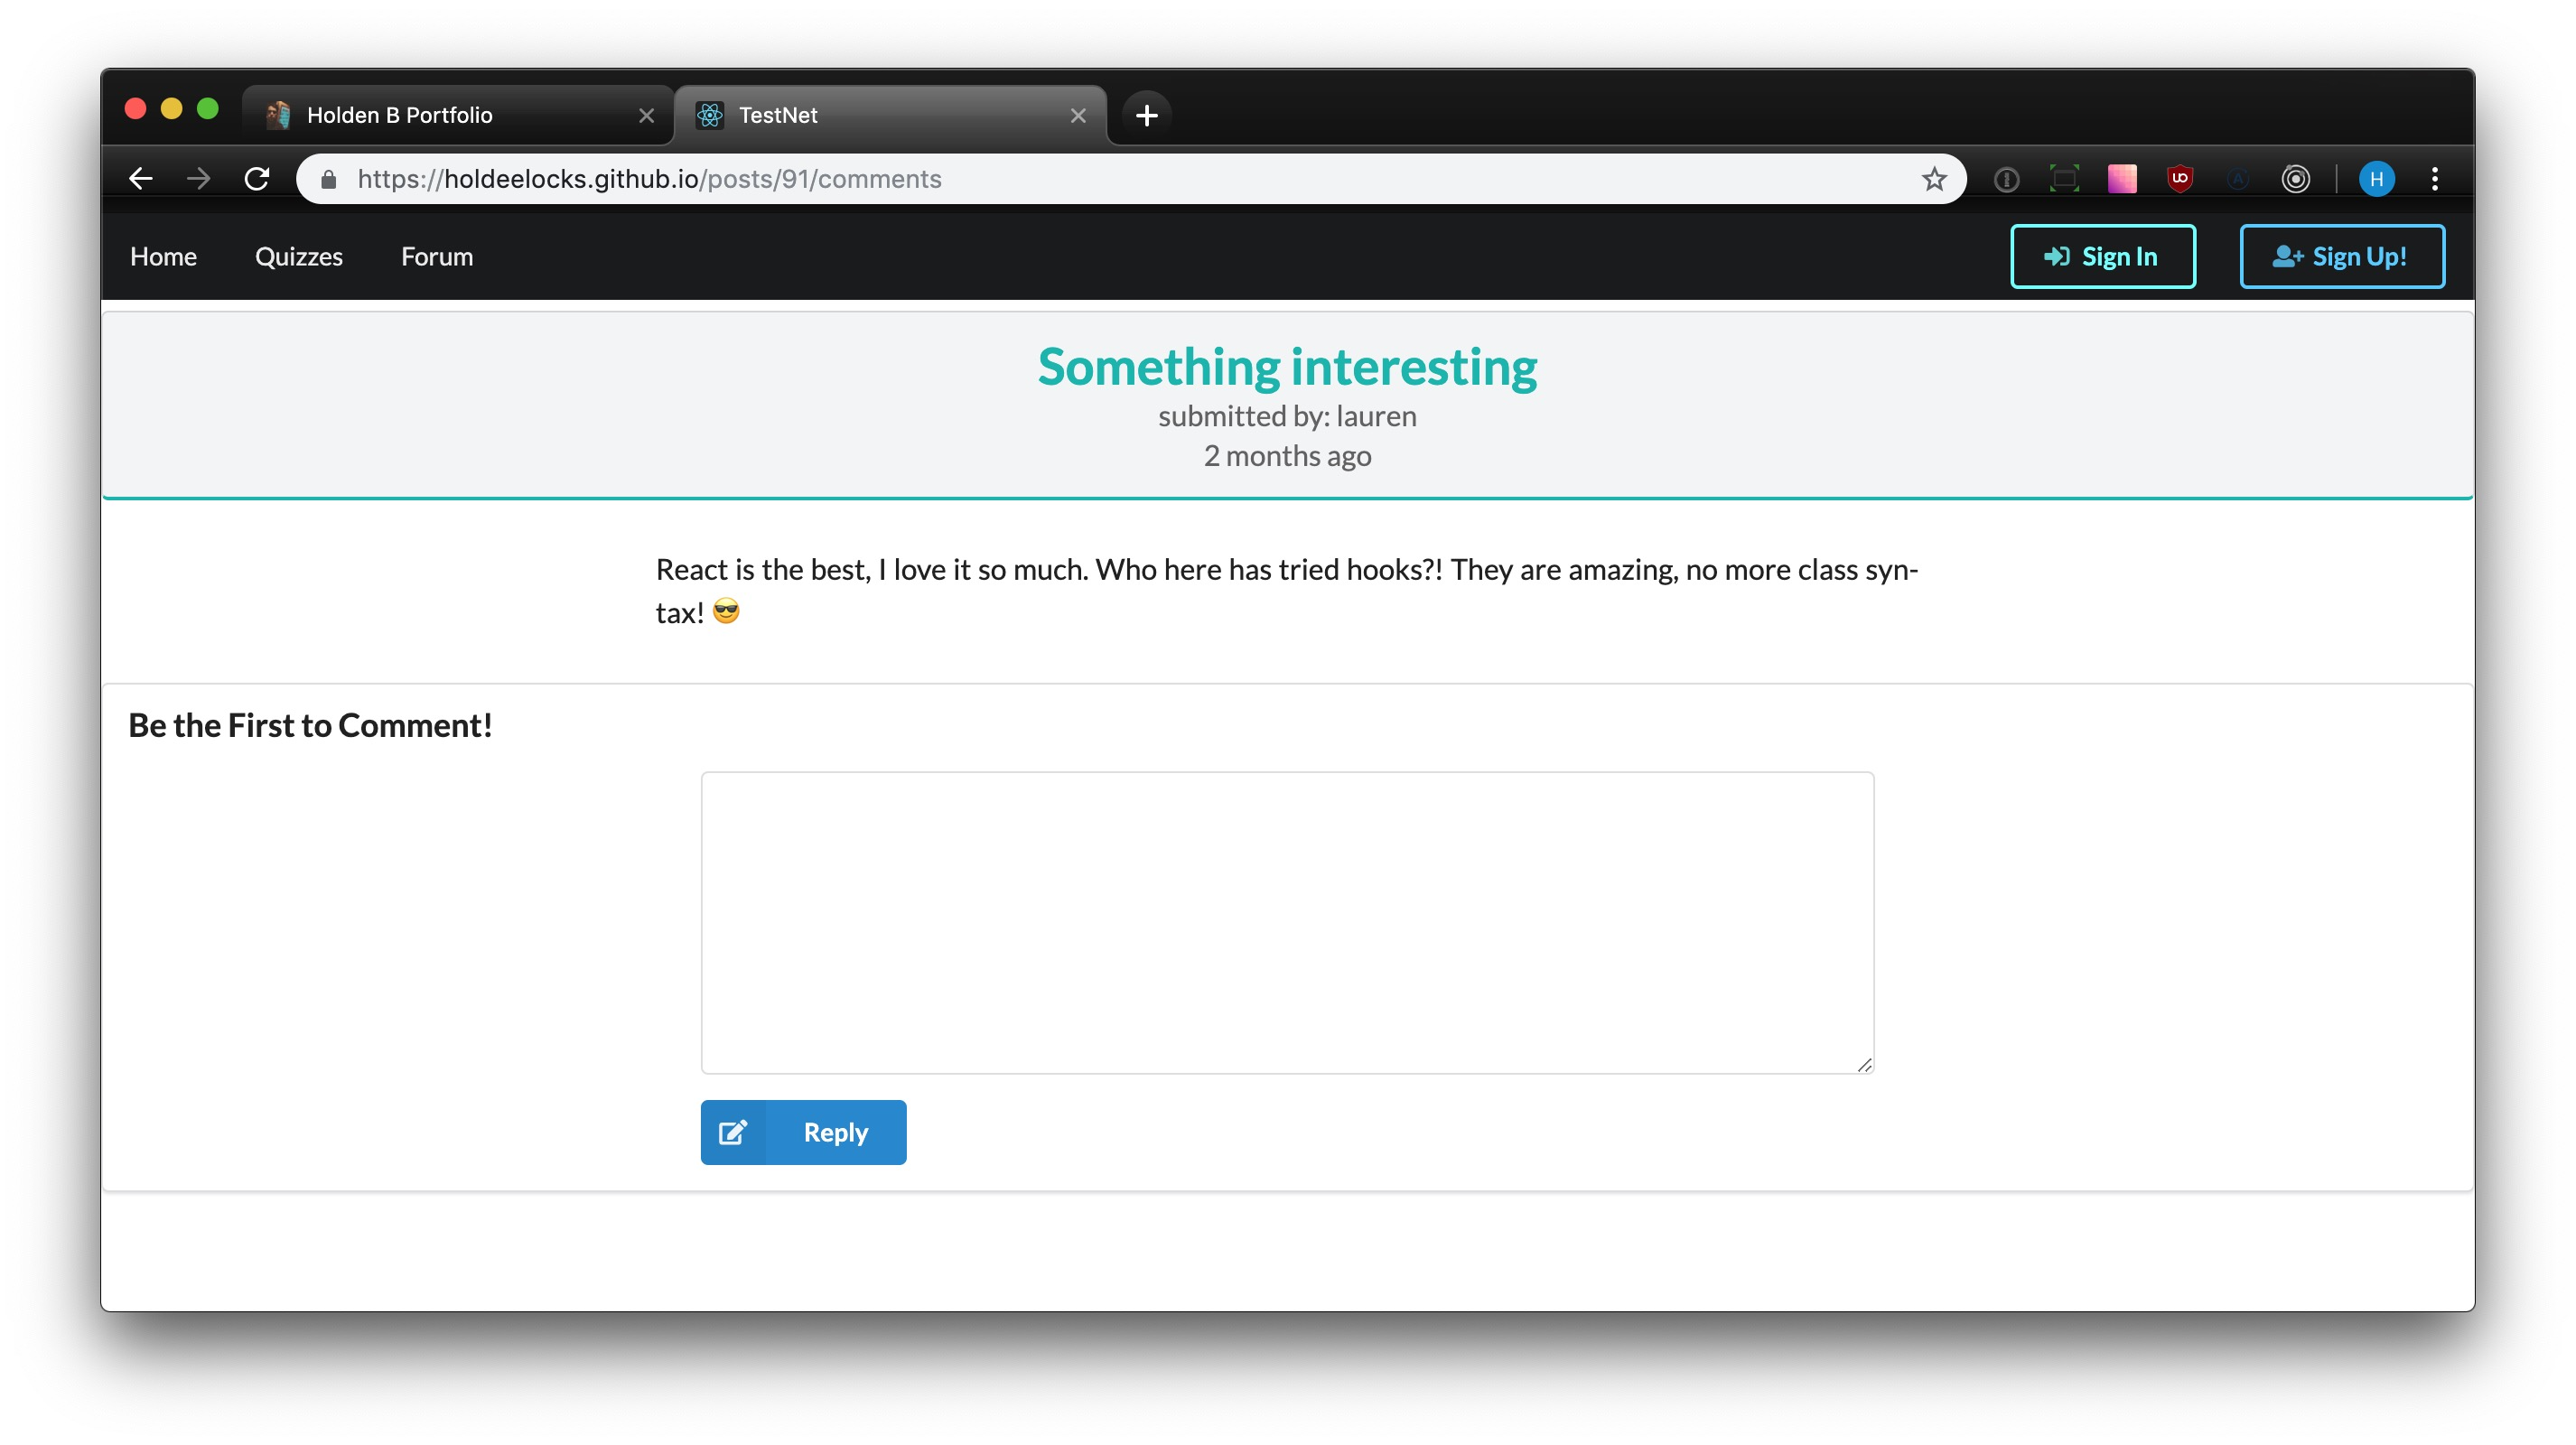 Holden B Portfolio
TestNet
https://holdeelocks.github.io/posts/91/comments
H
Home
Quizzes
Forum
Sign In
Sign Up!
Something interesting
submitted by: lauren
2 months ago
React is the best, I love it so much. Who here has tried hooks?! They are amazing, no more class syn-
tax! 😎
Be the First to Comment!
Reply